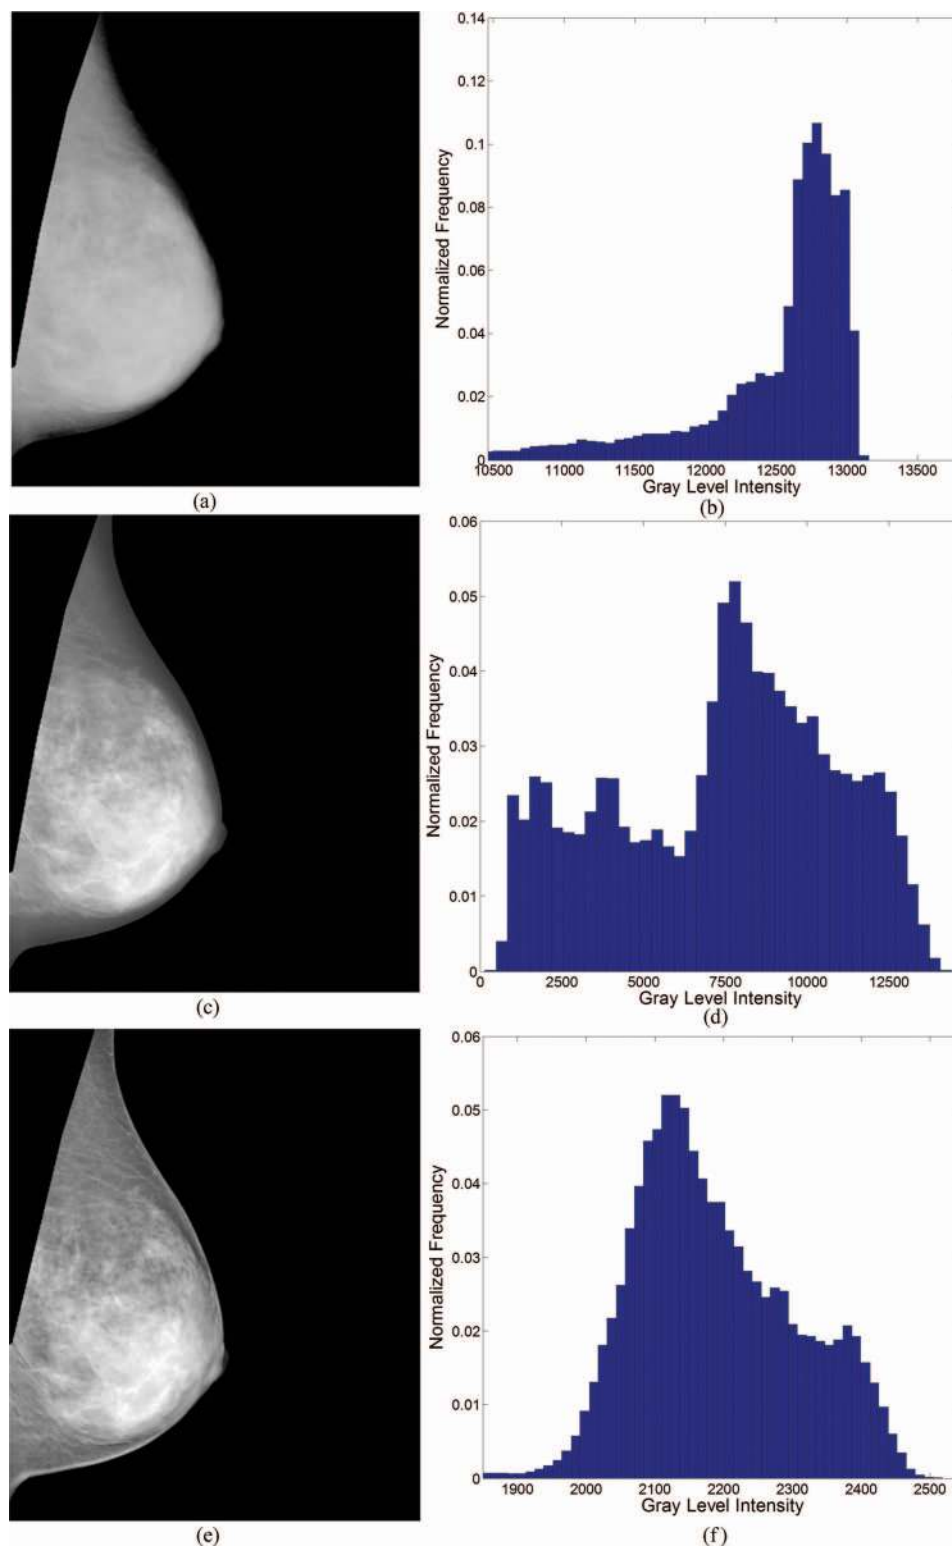 0.14
0.12
0.1
0.08
0.06
0.04
0.02
0
Normalized Frequency
10500 11000 11500 12000 12500 13000 13500
Gray Level Intensity
(a)
(b)
0.06
0.05
0.04
0.03
0.02
0.01
0
Normalized Frequency
0 2500 5000 7500 10000 12500
Gray Level Intensity
(c)
(d)
0.06
0.05
0.04
0.03
0.02
0.01
0
Normalized Frequency
1900 2000 2100 2200 2300 2400 2500
Gray Level Intensity
(e)
(f)